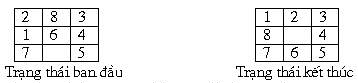 2 8 3
1 6 4
7 5
Trạng thái ban đầu
1 2 3
8 4
7 6 5
Trạng thái kết thúc